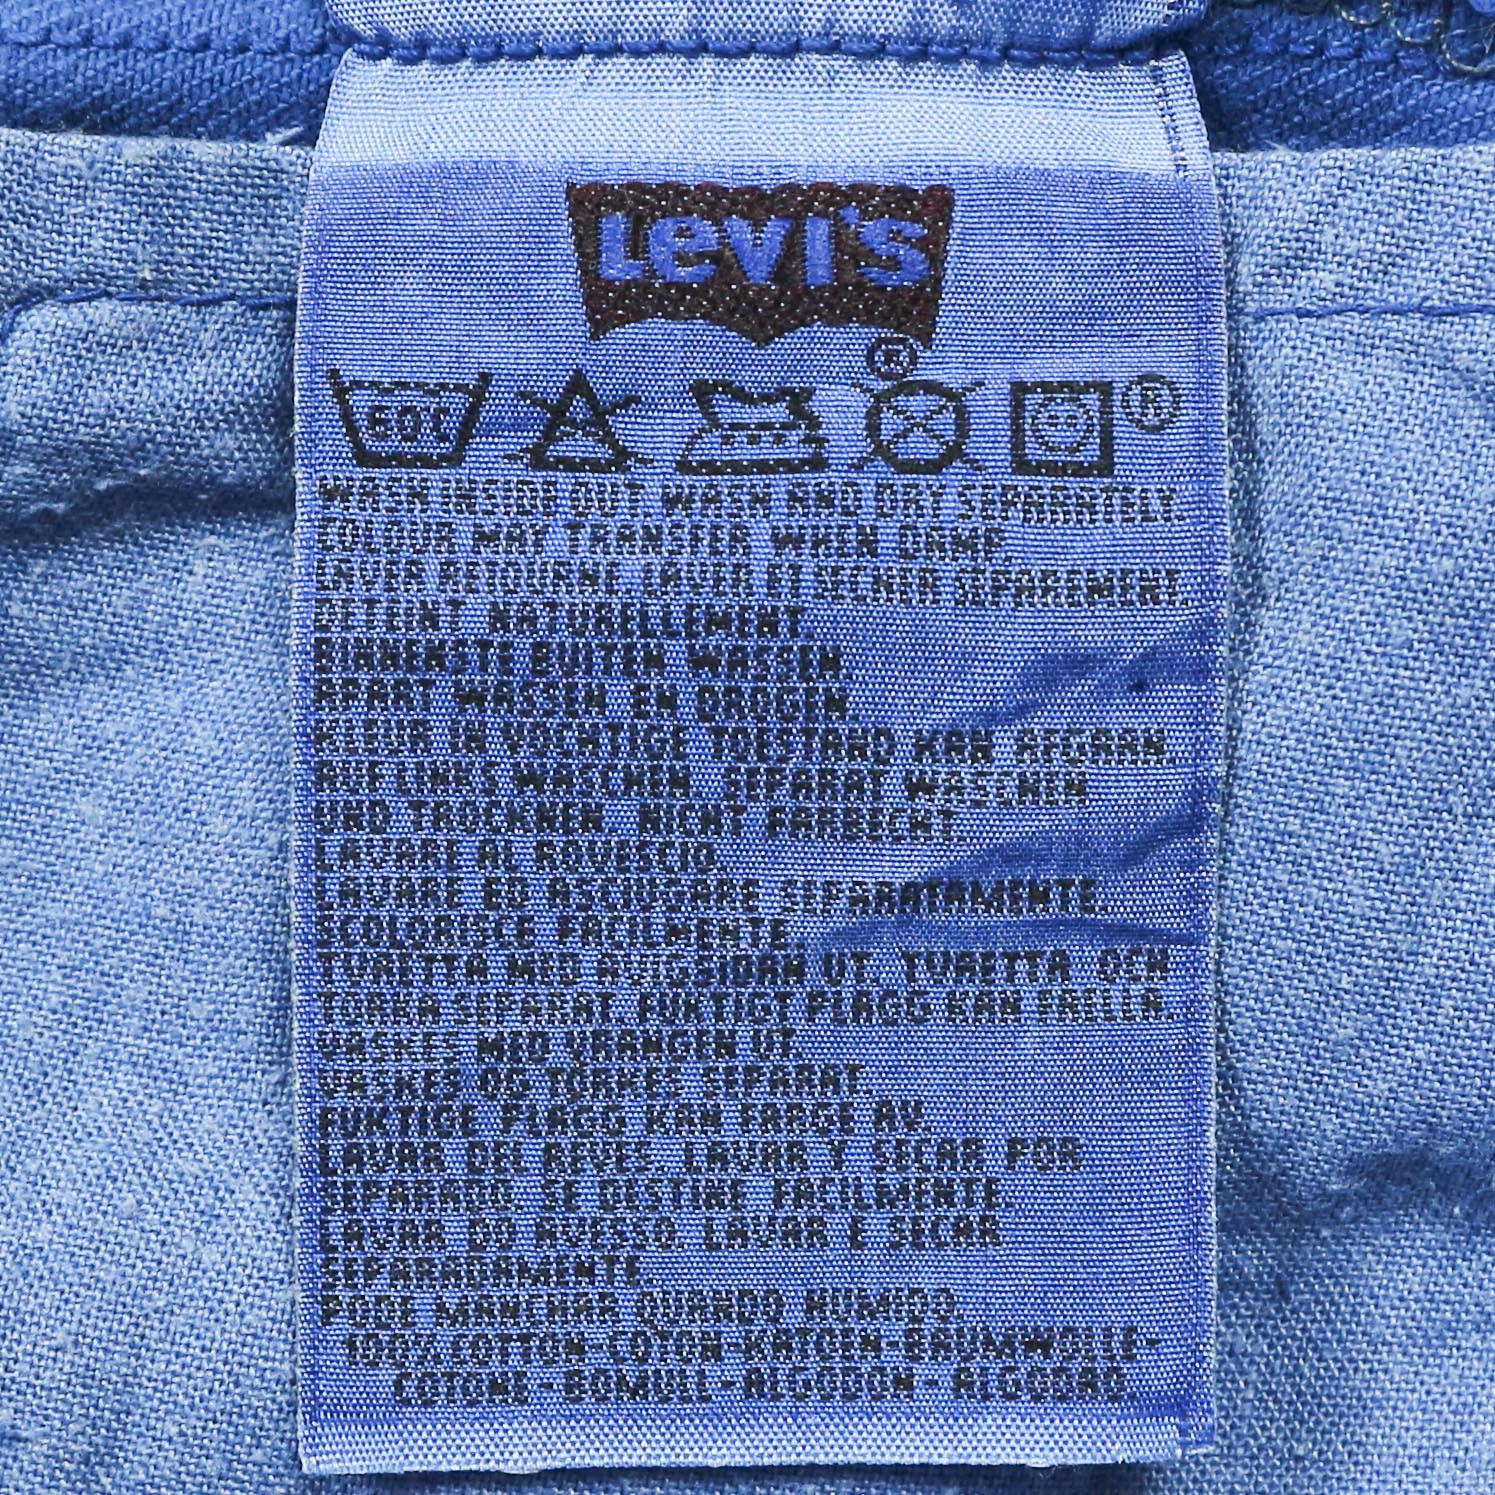 Levi's
®
60°C
®
WASH INSIDE OUT. WASH AND DRY SEPARATELY.
COLOUR MAY TRANSFER WHEN DAMP.
LAVER RETOURNE LAVER ET SECHER SEPAREMENT.
DETEINT NATURELLEMENT.
BINNENSTE BUITEN WASSEN
APART WASSEN EN DROGEN.
KLEUR IN VOCHTIGE TOESTAND KAN AFGAAN
AUF LINKS WASCHEN. SEPARAT WASCHEN
UND TROCKNEN. NICHT FARBECHT.
LAVARE AL ROVESCIO.
LAVARE ED ASCIUGARE SEPARATAMENTE.
SCOLORISCE FACILMENTE.
TVAETTA MED AVIGSIDAN UT. TVAETTA OCH
TORKA SEPARAT. FUKTIGT PLAGG KAN FAELLA.
VASKES MED VRANGEN UT.
VASKES OG TORKES SEPARAT.
FUKTIGE PLAGG KAN FARGE AV.
LAVAR DEL REVES. LAVAR Y SECAR POR
SEPARADO. SE DESTINE FACILMENTE
LAVAR DO AVESSO. LAVAR E SECAR
SEPARADAMENTE.
PODE MANCHAR QUANDO HUMIDO.
100% COTTON-COTON-KATOEN-BAUMWOLLE-
COTONE-BOMULL-ALGODON-ALGODAO.